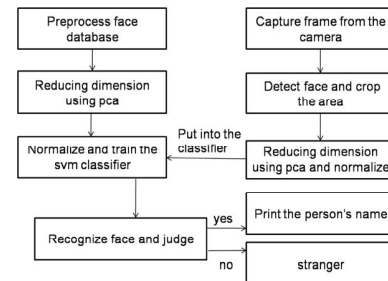 Preprocess face
database
Capture frame from the
camera
Reducing dimension
using pca
Detect face and crop
the area
Normalize and train the
svm classifier
Put into the
classifier
Reducing dimension
using pca and normalize
Recognize face and judge
yes
Print the person's name
no
stranger